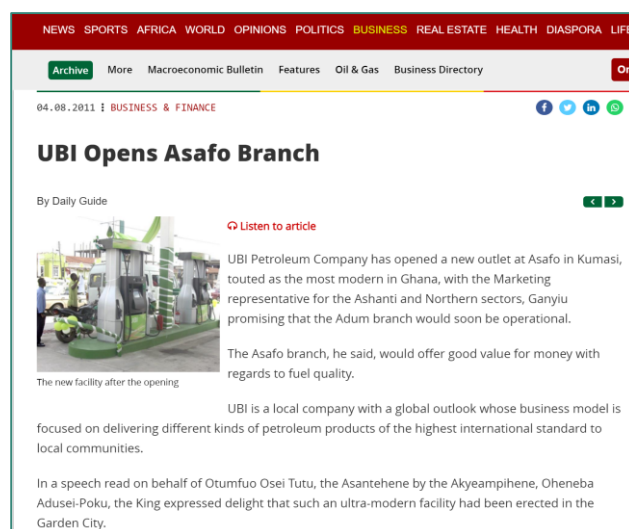 NEWS SPORTS AFRICA WORLD OPINIONS POLITICS BUSINESS REAL ESTATE HEALTH DIASPORA LIFE
Archive More Macroeconomic Bulletin Features Oil & Gas Business Directory On
04.08.2011 ⋮ BUSINESS & FINANCE
UBI Opens Asafo Branch
By Daily Guide
Listen to article
UBI Petroleum Company has opened a new outlet at Asafo in Kumasi,
touted as the most modern in Ghana, with the Marketing
representative for the Ashanti and Northern sectors, Ganyiu
promising that the Adum branch would soon be operational.
The Asafo branch, he said, would offer good value for money with
regards to fuel quality.
The new facility after the opening
UBI is a local company with a global outlook whose business model is
focused on delivering different kinds of petroleum products of the highest international standard to
local communities.
In a speech read on behalf of Otumfuo Osei Tutu, the Asantehene by the Akyeampihene, Oheneba
Adusei-Poku, the King expressed delight that such an ultra-modern facility had been erected in the
Garden City.